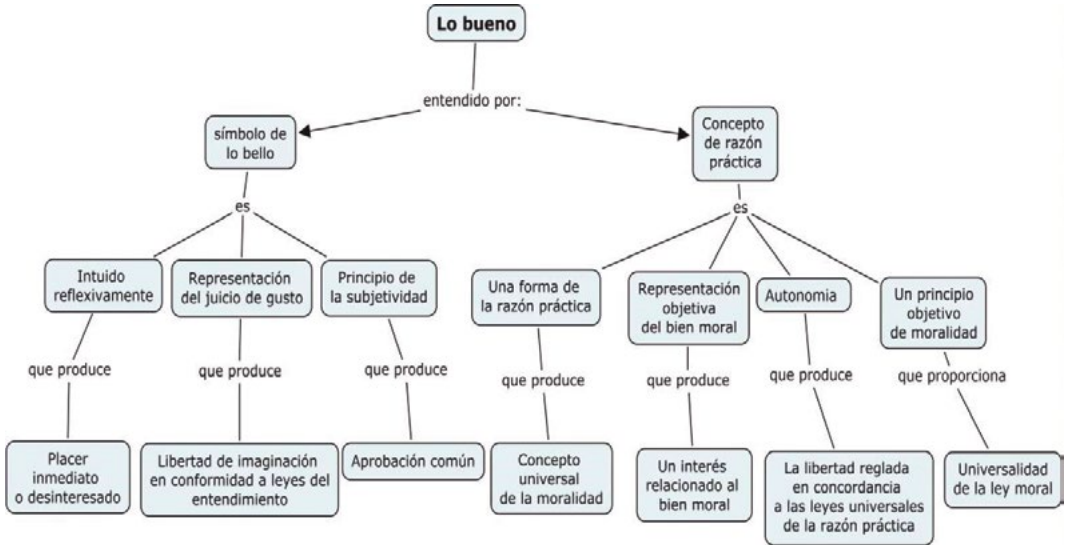 Lo bueno
entendido por:
símbolo de
lo bello
Concepto
de razón
práctica
es
es
Intuido
reflexivamente
Representación
del juicio de gusto
Principio de
la subjetividad
Una forma de
la razón práctica
Representación
objetiva
del bien moral
Autonomia
Un principio
objetivo
de moralidad
que produce
que produce
que produce
que produce
que produce
que produce
que proporciona
Placer
inmediato
o desinteresado
Libertad de imaginación
en conformidad a leyes del
entendimiento
Aprobación común
Concepto
universal
de la moralidad
Un interés
relacionado al
bien moral
La libertad reglada
en concordancia
a las leyes universales
de la razón práctica
Universalidad
de la ley moral